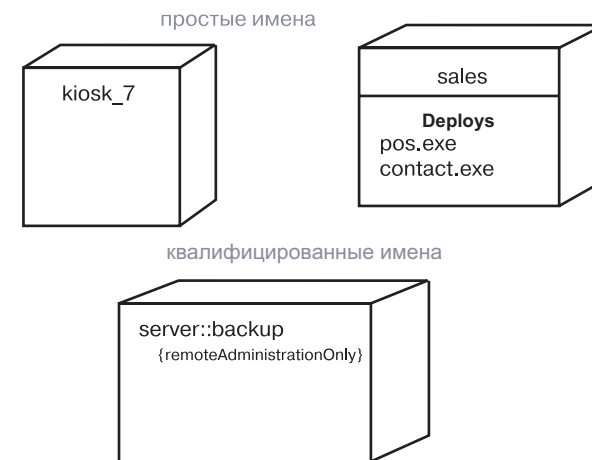 простые имена
kiosk_7
sales
Deploys
pos.exe
contact.exe
квалифицированные имена
server::backup
{remoteAdministrationOnly}